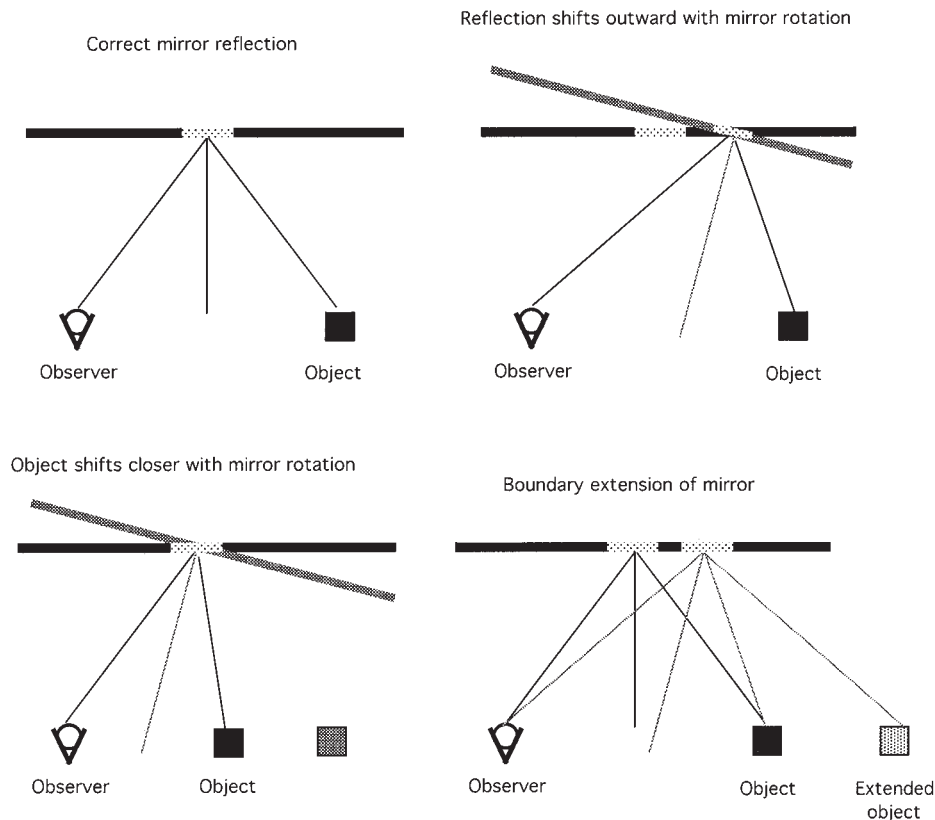 Correct mirror reflection
Observer
Object
Reflection shifts outward with mirror rotation
Observer
Object
Object shifts closer with mirror rotation
Observer
Object
Boundary extension of mirror
Observer
Object
Extended
object